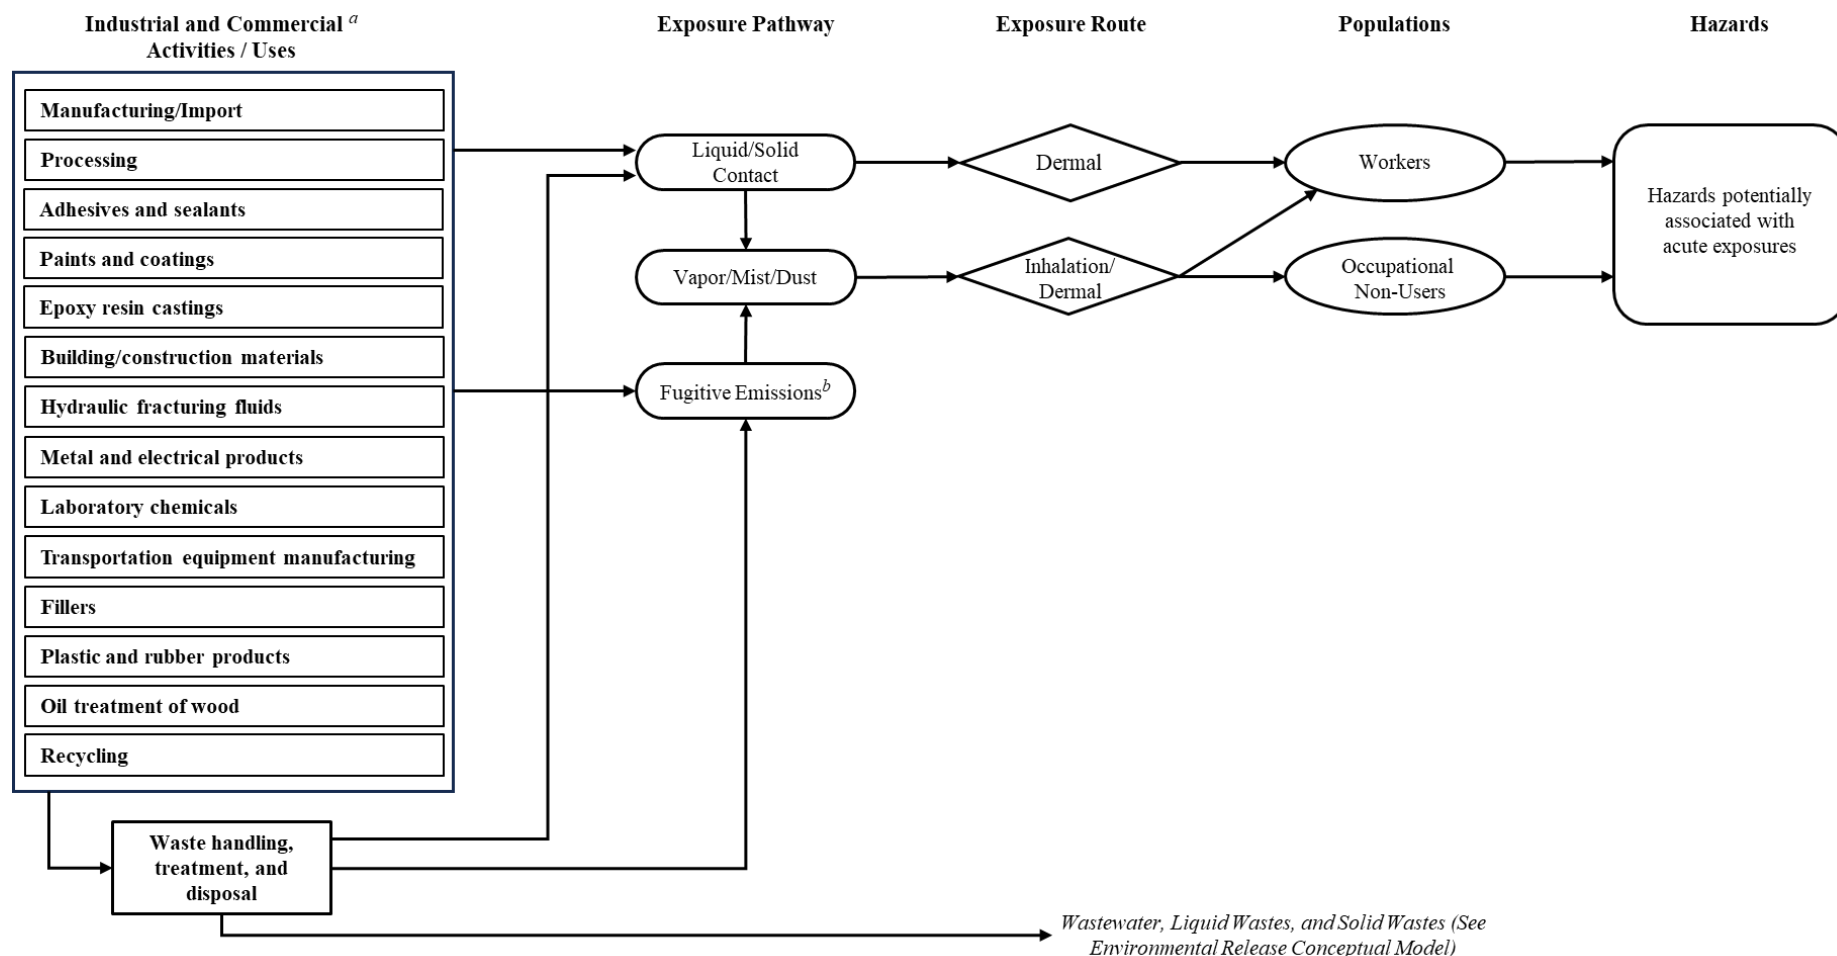 Industrial and Commercial a
Activities / Uses
Exposure Pathway
Exposure Route
Populations
Hazards
Manufacturing/Import
Processing
Adhesives and sealants
Paints and coatings
Epoxy resin castings
Building/construction materials
Hydraulic fracturing fluids
Metal and electrical products
Laboratory chemicals
Transportation equipment manufacturing
Fillers
Plastic and rubber products
Oil treatment of wood
Recycling
Waste handling,
treatment, and
disposal
Liquid/Solid
Contact
Vapor/Mist/Dust
Fugitive Emissions b
Dermal
Inhalation/
Dermal
Workers
Occupational
Non-Users
Hazards potentially
associated with
acute exposures
Wastewater, Liquid Wastes, and Solid Wastes (See
Environmental Release Conceptual Model)